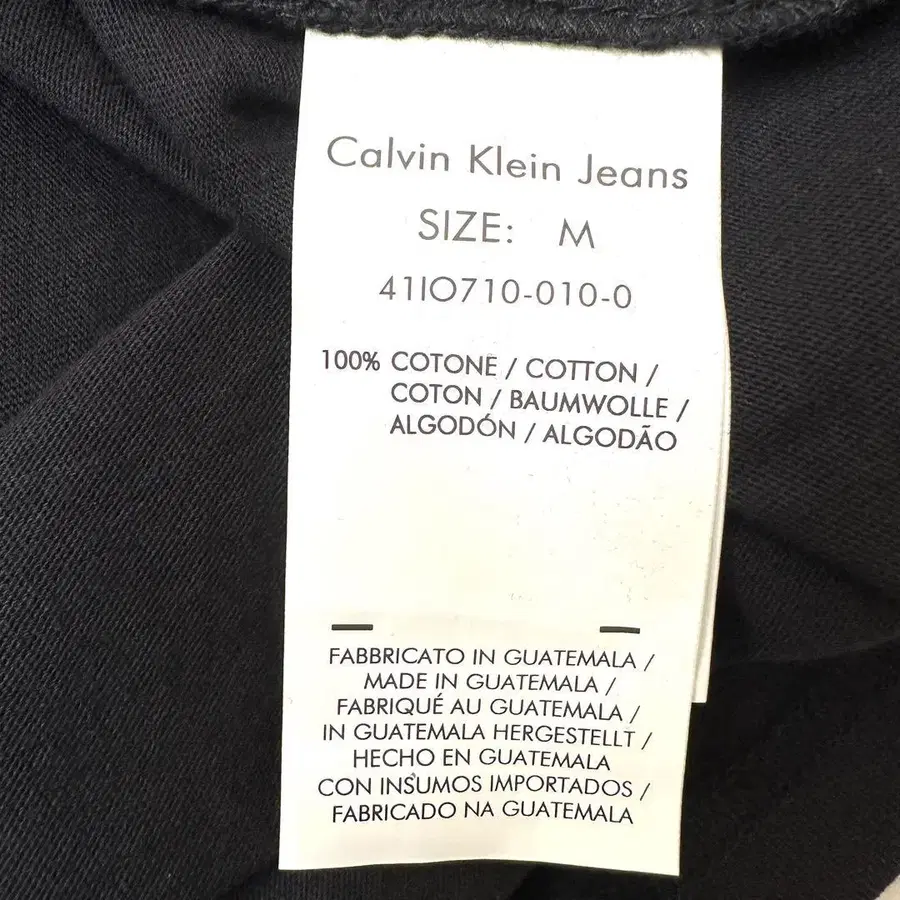 Calvin Klein Jeans
SIZE: M
41IO710-010-0
100% COTONE / COTTON /
COTON / BAUMWOLLE /
ALGODÓN / ALGODÃO
FABBRICATO IN GUATEMALA /
MADE IN GUATEMALA /
FABRIQUÉ AU GUATEMALA /
IN GUATEMALA HERGESTELLT /
HECHO EN GUATEMALA
CON INSUMOS IMPORTADOS /
FABRICADO NA GUATEMALA